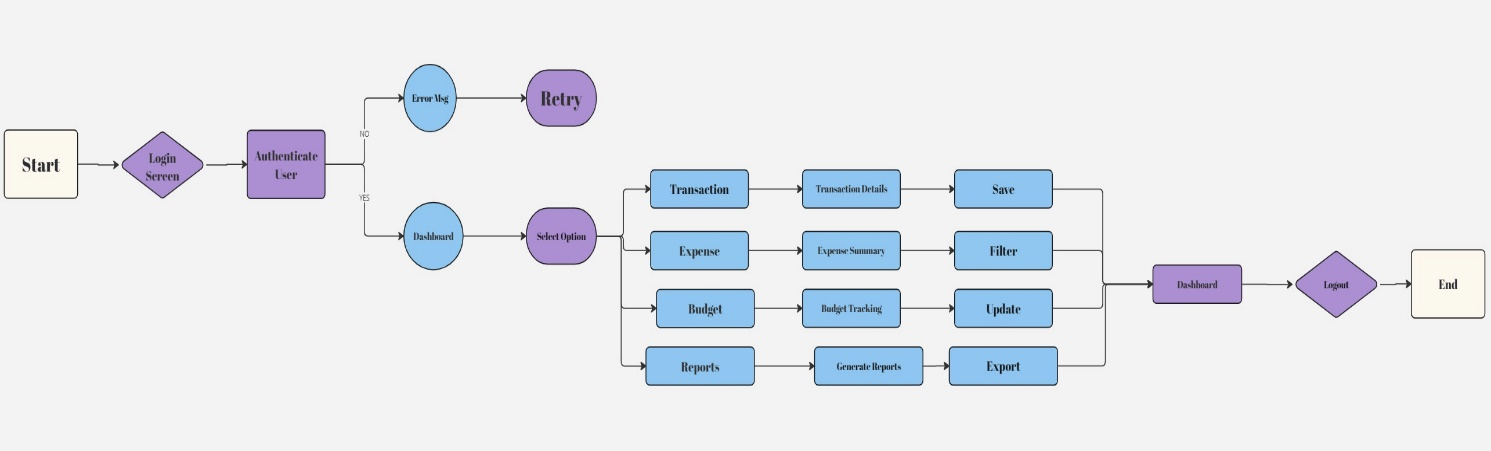 Start
Login
Screen
Authenticate
User
NO
YES
Error Msg
Retry
Dashboard
Select Option
Transaction
Transaction Details
Save
Expense
Expense Summary
Filter
Budget
Budget Tracking
Update
Reports
Generate Reports
Export
Dashboard
Logout
End